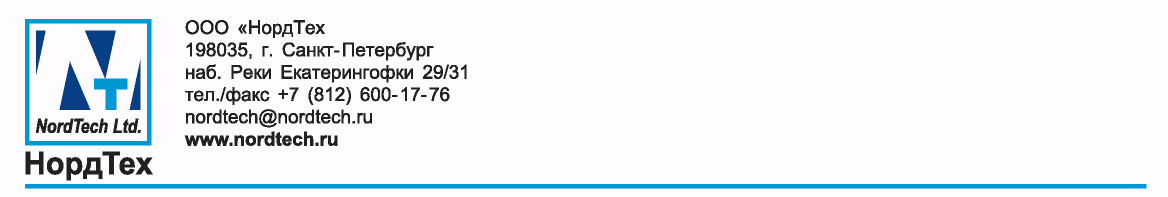 NT
NordTech Ltd.
НордТех
ООО «НордТех
198035, г. Санкт-Петербург
наб. Реки Екатерингофки 29/31
тел./факс +7 (812) 600-17-76
nordtech@nordtech.ru
www.nordtech.ru